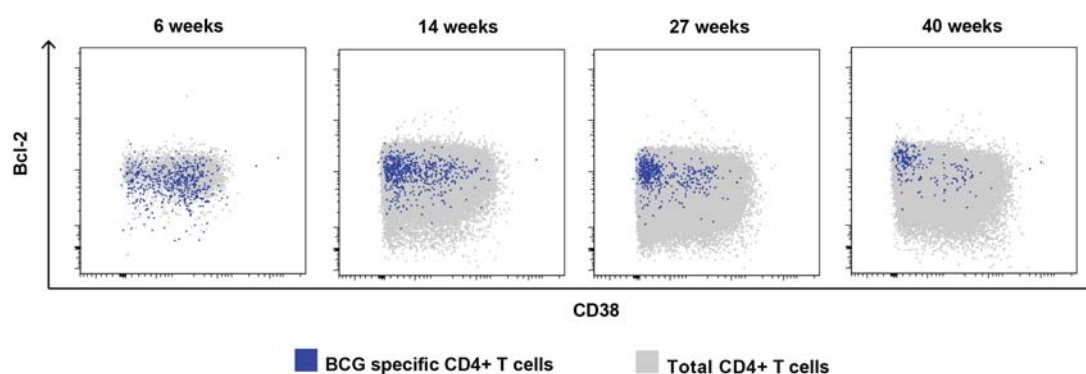 6 weeks
14 weeks
27 weeks
40 weeks
Bcl-2
CD38
BCG specific CD4+ T cells
Total CD4+ T cells